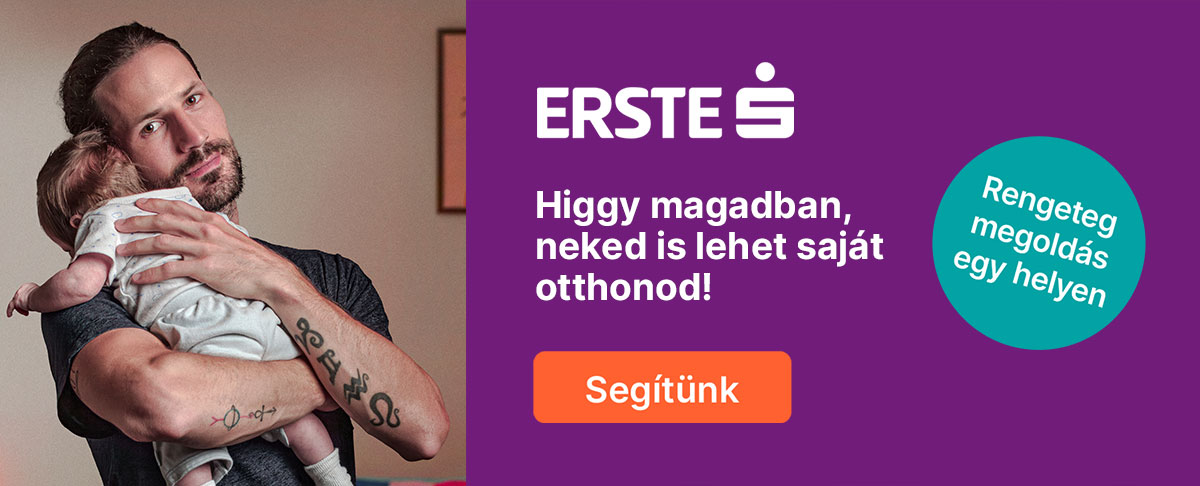 ERSTE
Higgy magadban,
neked is lehet saját
otthonod!
Segítünk
Rengeteg
megoldás
egy helyen